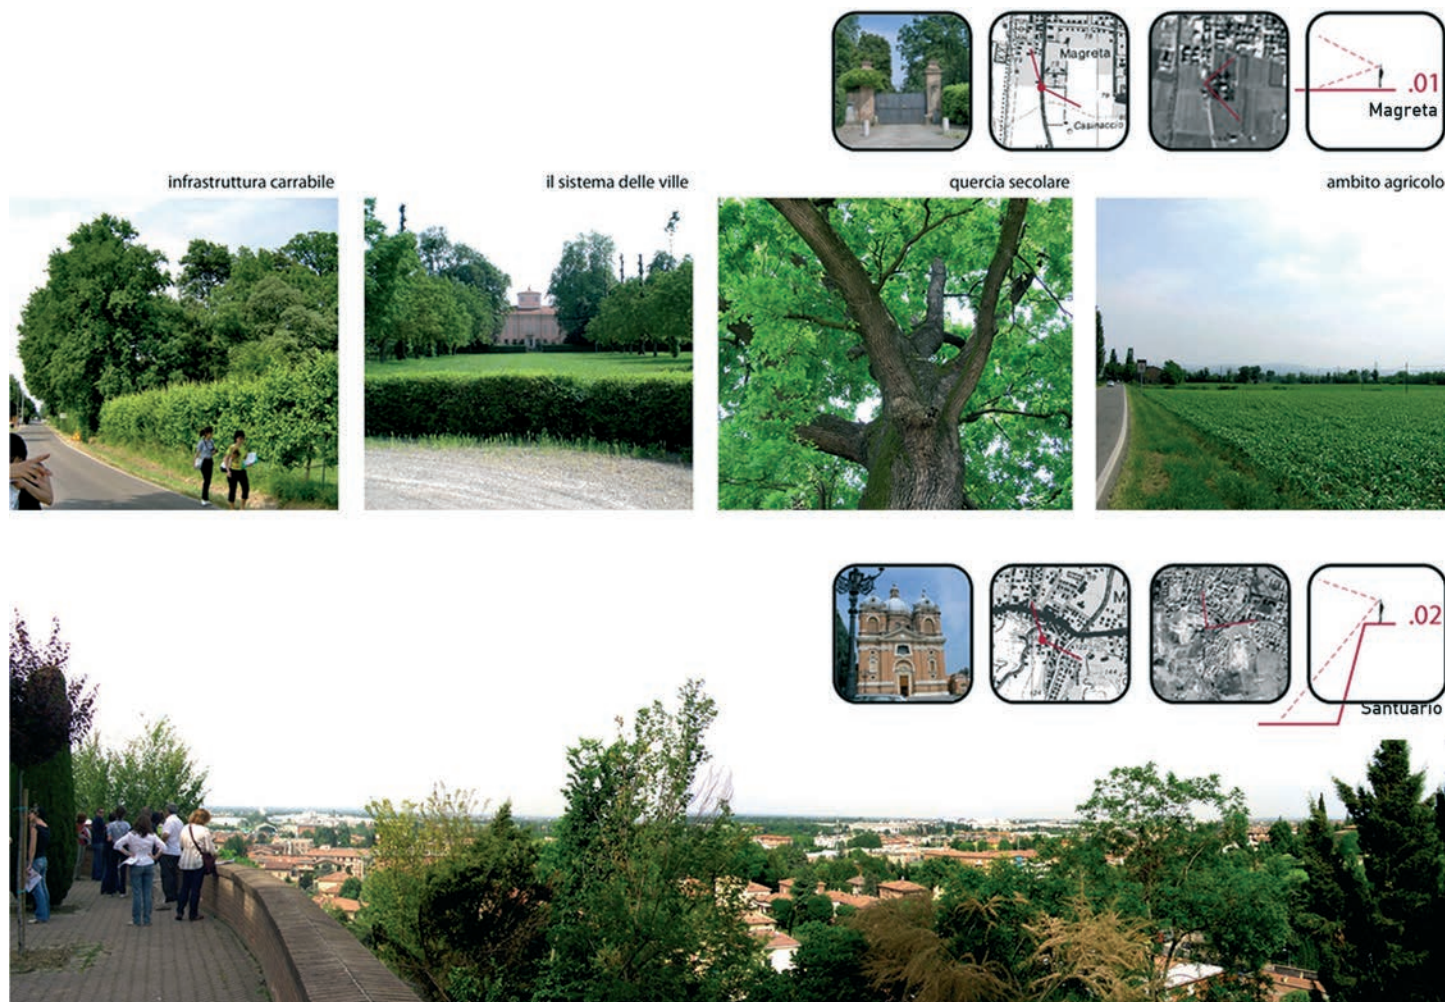 Magreta
Casinaccio
.01
Magreta
infrastruttura carrabile
il sistema delle ville
quercia secolare
ambito agricolo
.02
Santuario